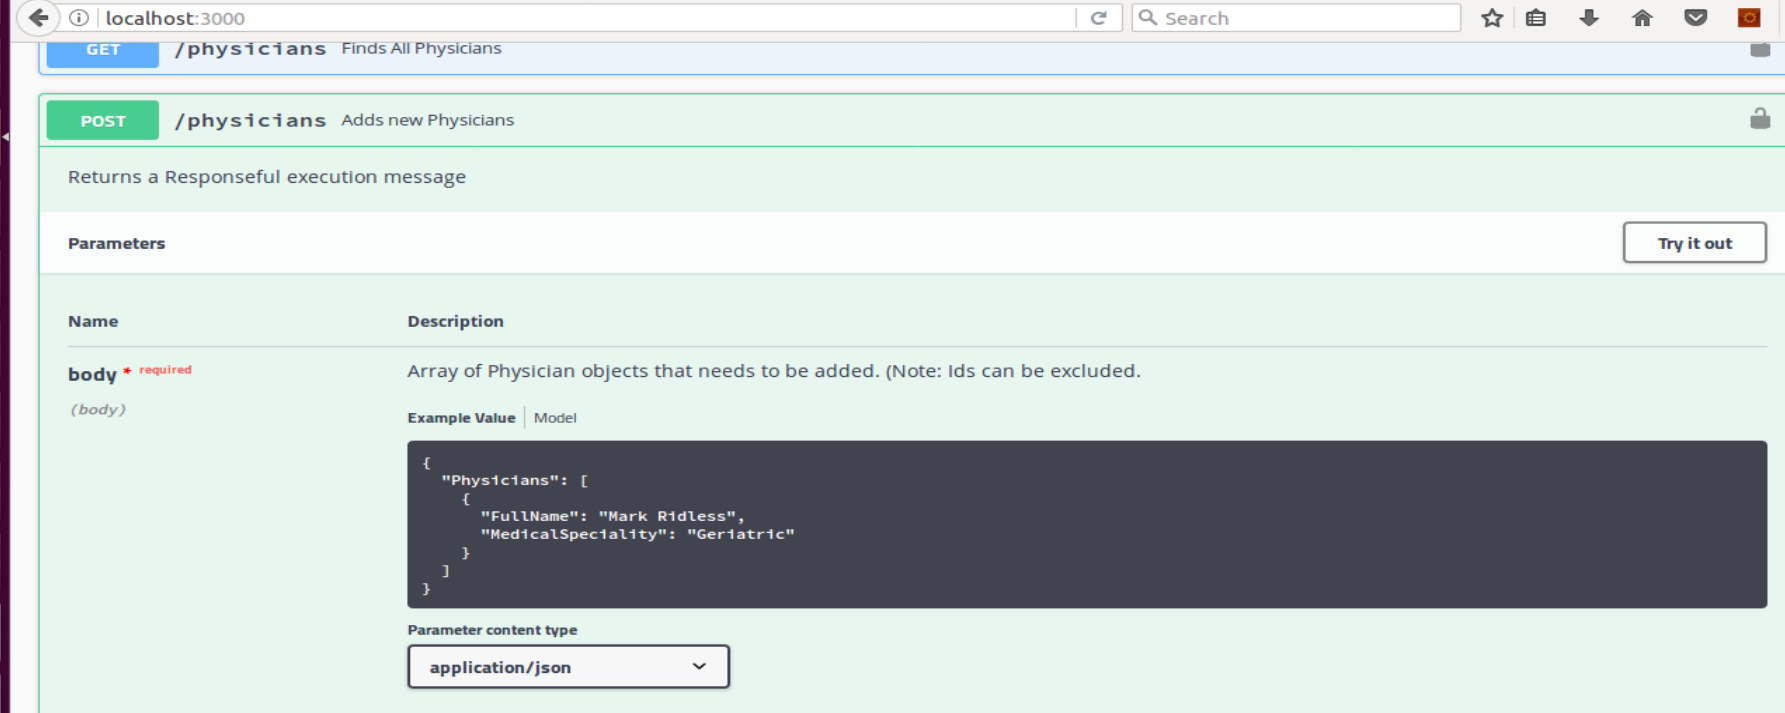 localhost:3000 Search
GET /physicians Finds All Physicians
POST /physicians Adds new Physicians
Returns a Responseful execution message
Parameters Try it out
Name Description
body * required Array of Physician objects that needs to be added. (Note: Ids can be excluded.
(body)
Example Value Model
{
"Physicians": [
{
"FullName": "Mark Ridless",
"MedicalSpeciality": "Geriatric"
}
]
}
Parameter content type
application/json